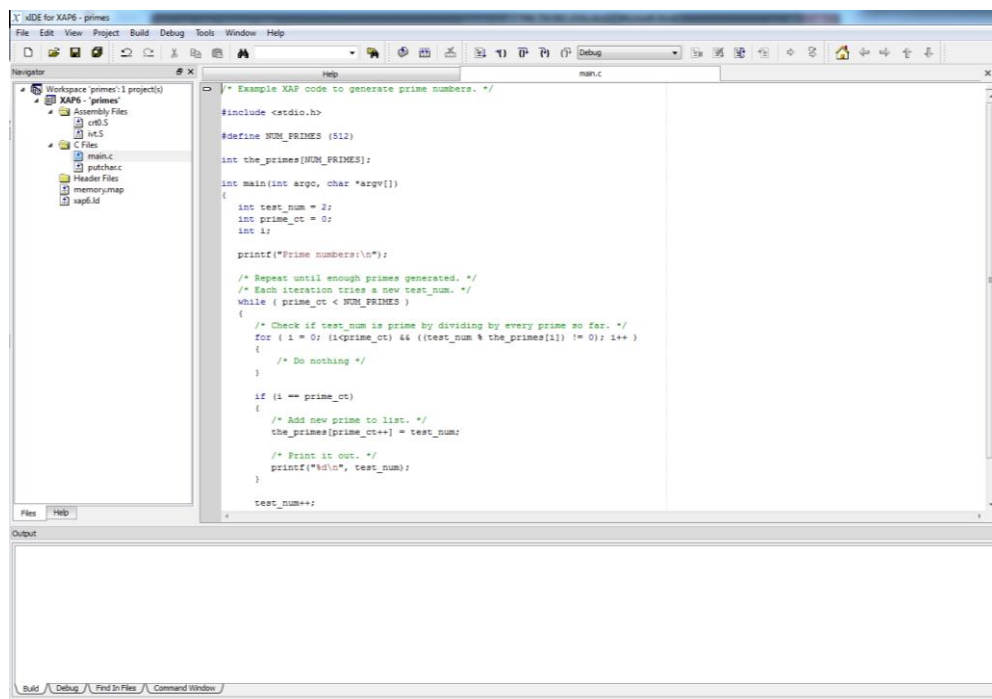 xIDE for XAP6 - primes
File Edit View Project Build Debug Tools Window Help
Debug
Navigator
Help
main.c
Workspace 'primes': 1 project(s)
XAP6 - 'primes'
Assembly Files
crt0.S
ivt.S
C Files
main.c
putchar.c
Header Files
memory.map
xap6.ld
Files
Help
/* Example XAP code to generate prime numbers. */
#include <stdio.h>
#define NUM_PRIMES (512)
int the_primes[NUM_PRIMES];
int main(int argc, char *argv[])
{
int test_num = 2;
int prime_ct = 0;
int i;
printf("Prime numbers:\n");
/* Repeat until enough primes generated. */
/* Each iteration tries a new test_num. */
while ( prime_ct < NUM_PRIMES )
{
/* Check if test_num is prime by dividing by every prime so far. */
for ( i = 0; (i<prime_ct) && ((test_num % the_primes[i]) != 0); i++ )
{
/* Do nothing */
}
if (i == prime_ct)
{
/* Add new prime to list. */
the_primes[prime_ct++] = test_num;
/* Print it out. */
printf("%d\n", test_num);
}
test_num++;
Output
Build Debug Find In Files Command Window